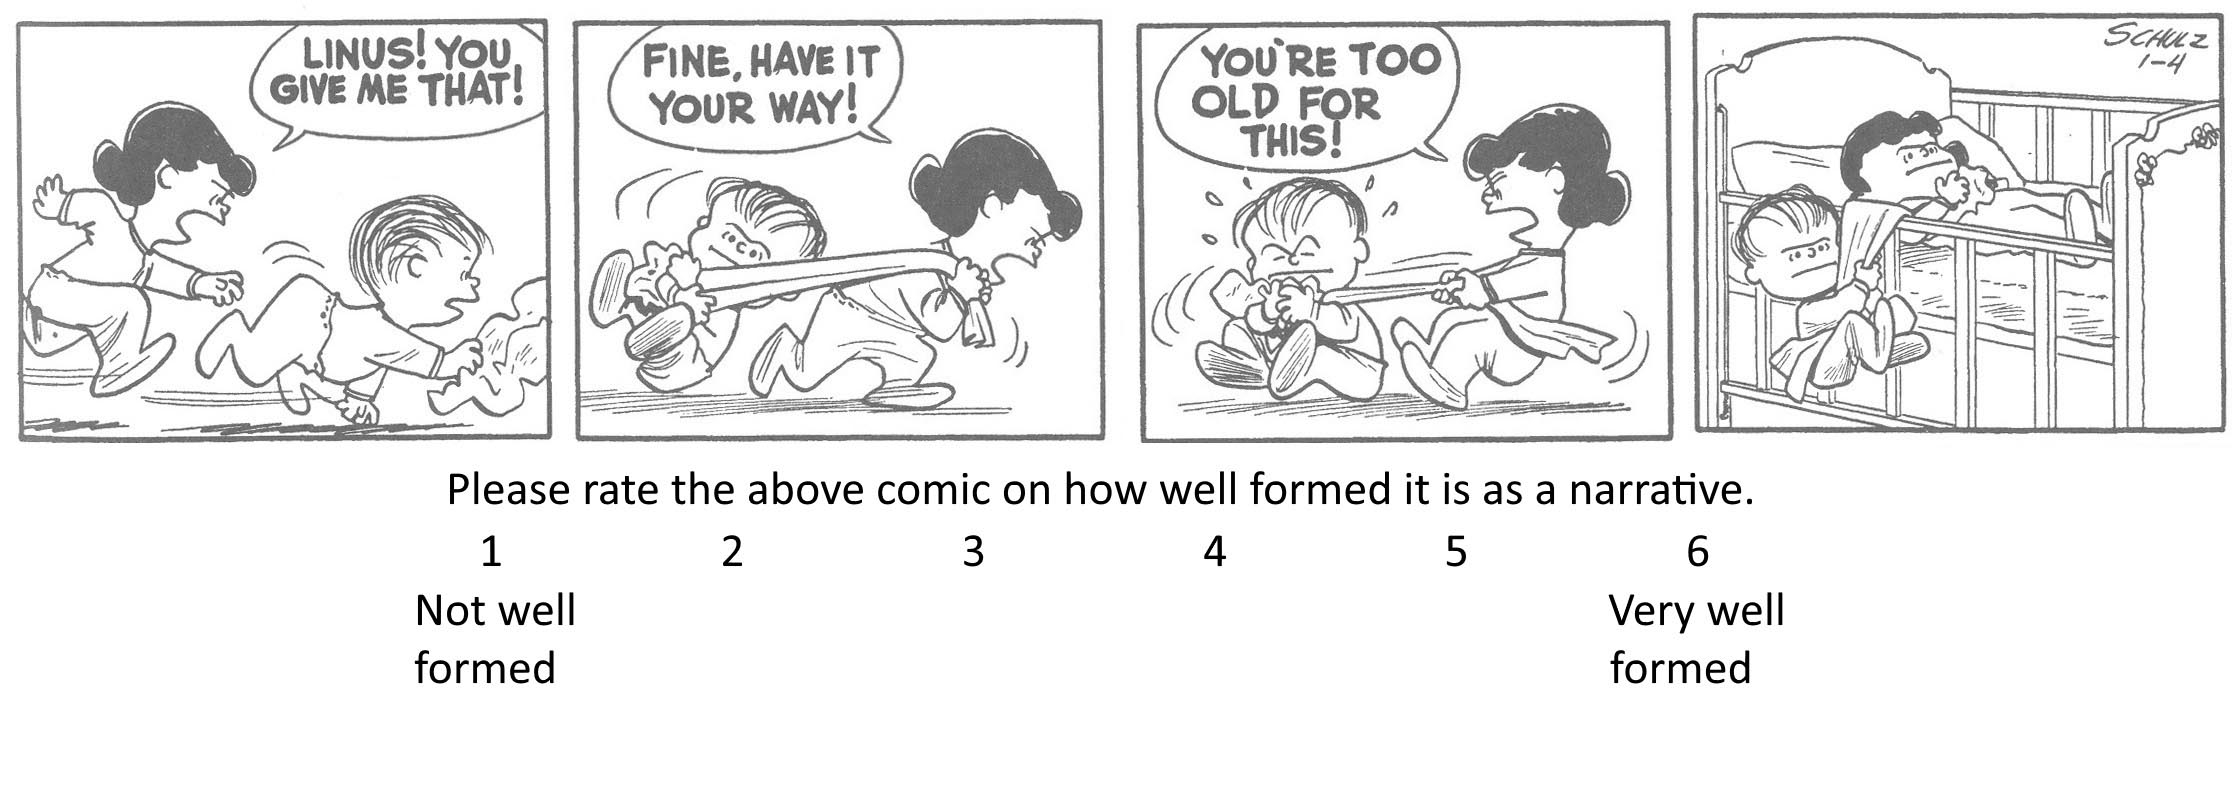 LINUS! YOU
GIVE ME THAT!
FINE, HAVE IT
YOUR WAY!
YOU'RE TOO
OLD FOR
THIS!
SCHULZ
1-4
Please rate the above comic on how well formed it is as a narrative.
1 2 3 4 5 6
Not well
formed
Very well
formed